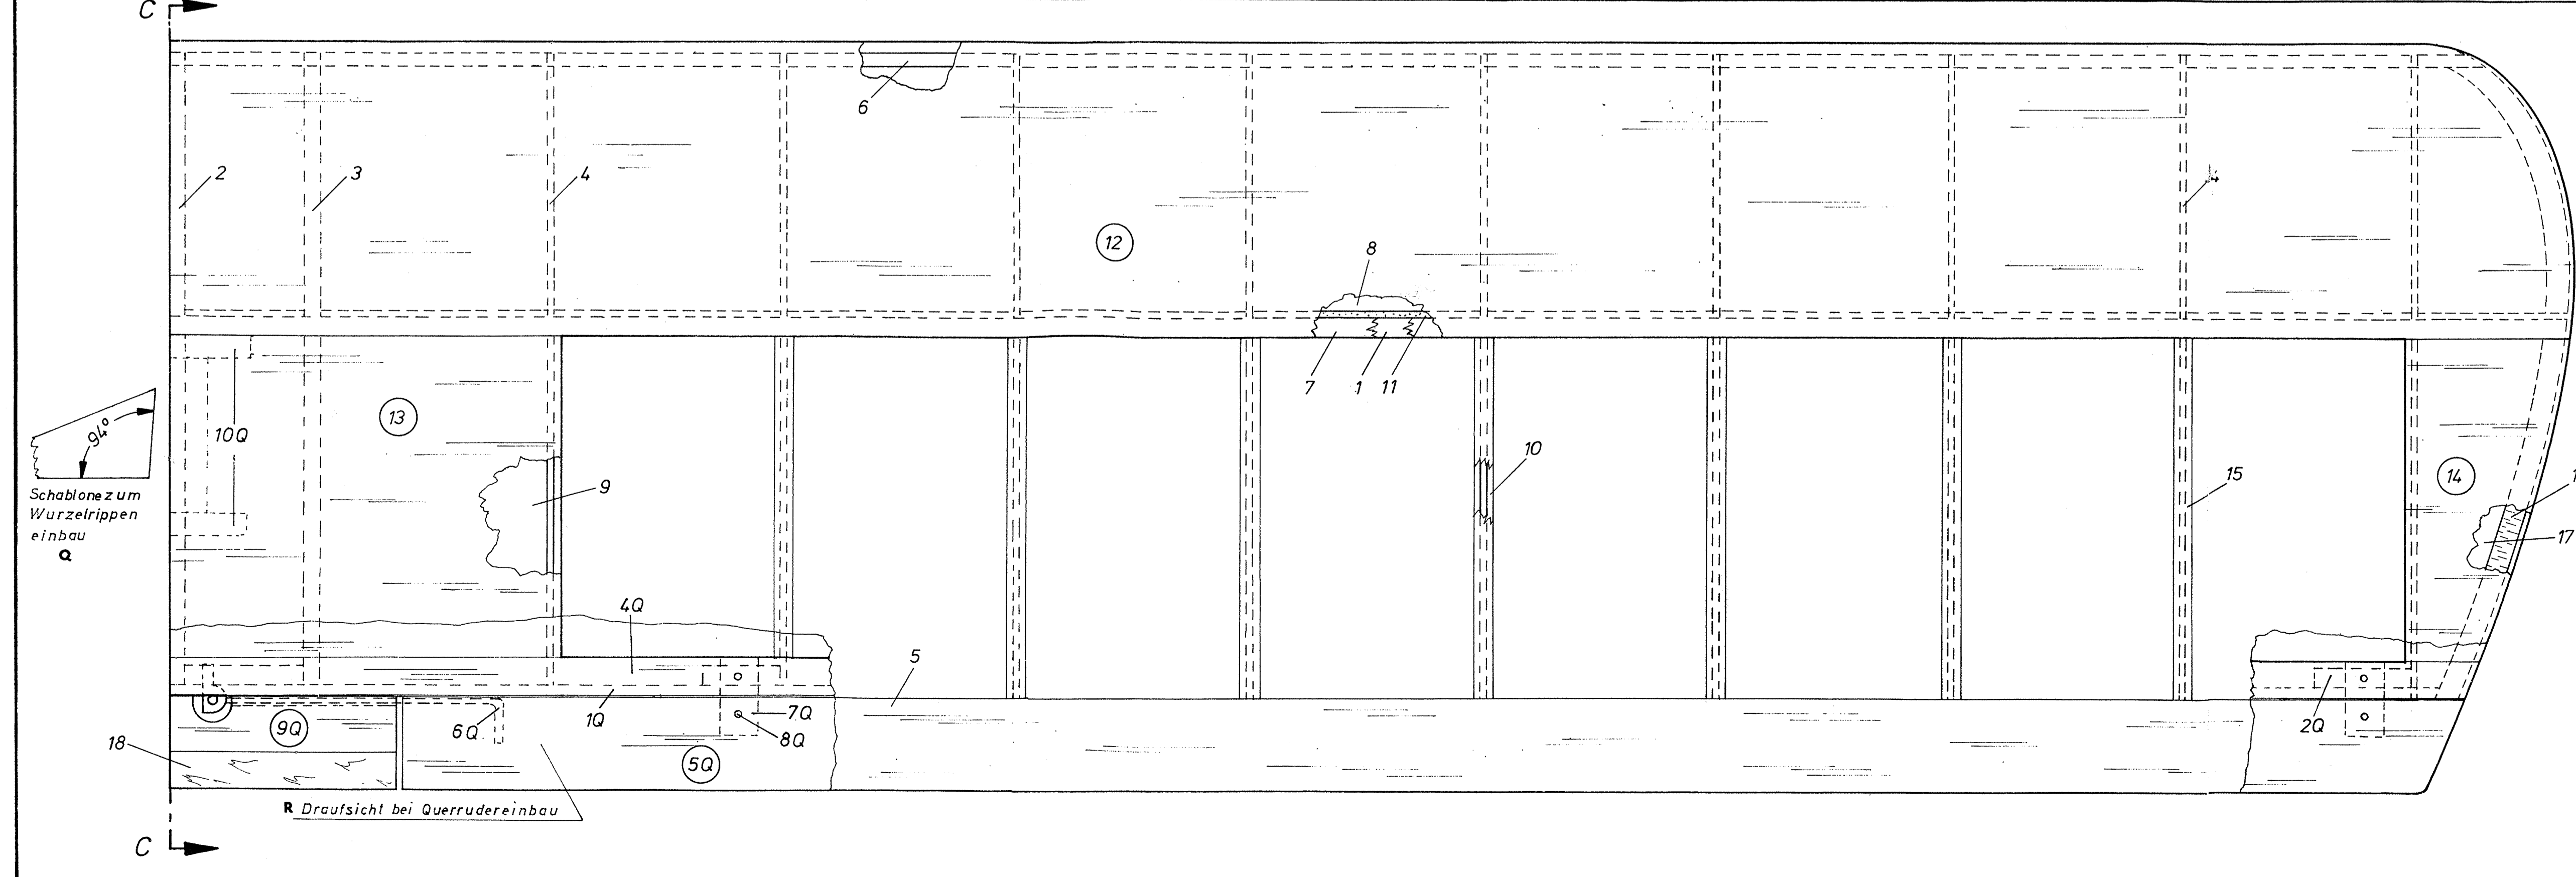 C
6
2
3
4
4
12
8
7
1
11
94°
10Q
13
Schablone zum
Wurzelrippen
einbau
Q
9
10
15
14
17
4Q
5
1Q
7Q
8Q
6Q
9Q
5Q
2Q
18
R Draufsicht bei Querrudereinbau
C